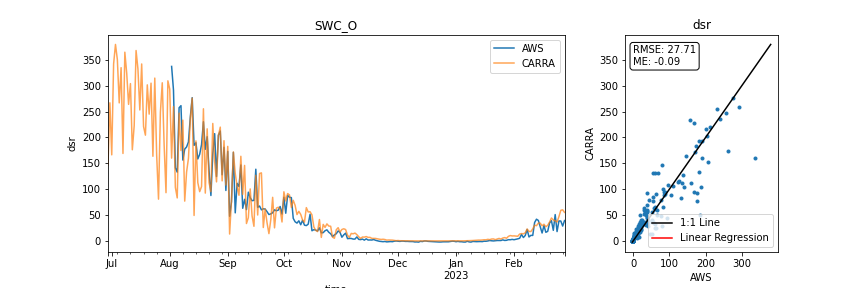 SWC_O
dsr
AWS
CARRA
350
300
250
200
150
100
50
0
dsr
Jul
Aug
Sep
Oct
Nov
Dec
Jan
2023
Feb
time
dsr
RMSE: 27.71
ME: -0.09
350
300
250
200
150
100
50
0
CARRA
1:1 Line
Linear Regression
0
100
200
300
AWS